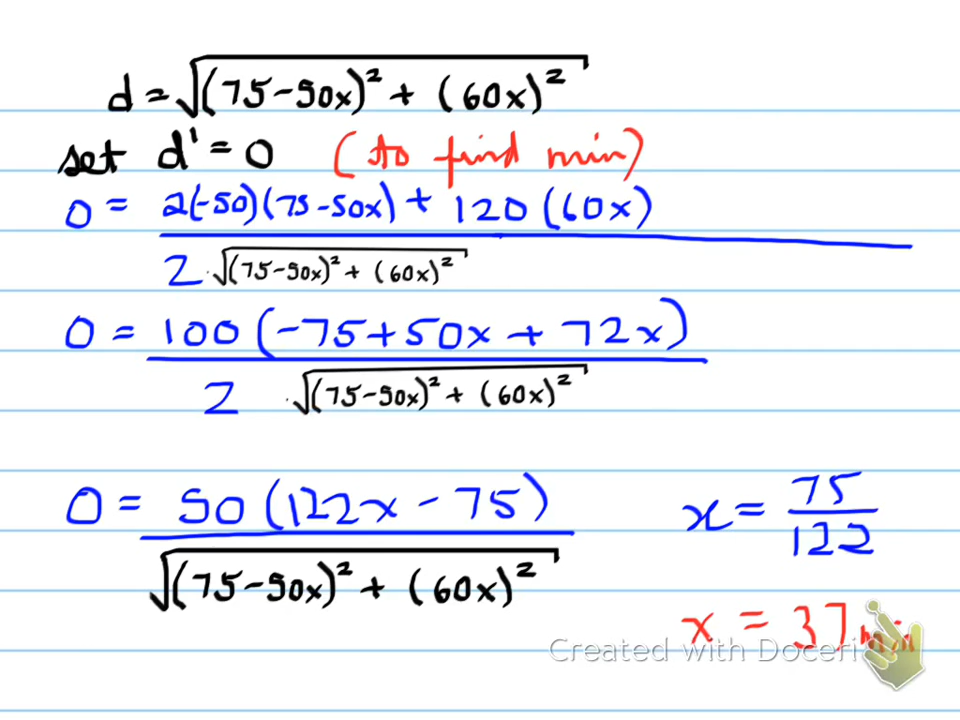 d = √((75-50x)² + (60x)²)
set d' = 0 (to find min)
0 = 2(-50)(75-50x) + 120(60x)
2·√((75-50x)² + (60x)²)
0 = 100(-75+50x + 72x)
2 ·√((75-50x)² + (60x)²)
0 = 50(122x - 75)
√((75-50x)² + (60x)²)
x = 75
122
x = 37 min
Created with Doceri